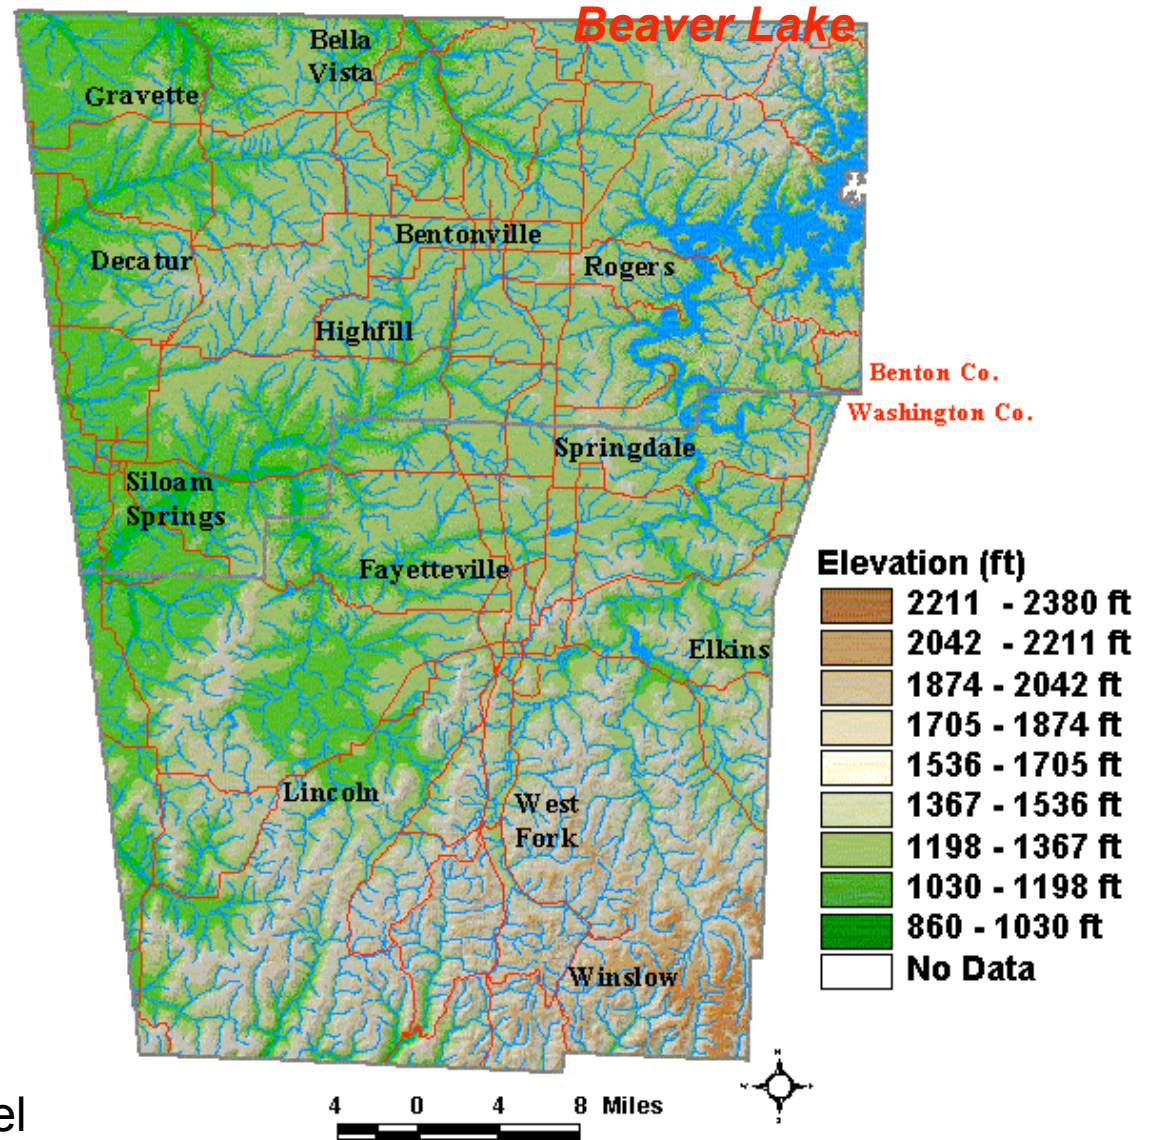 Beaver Lake
Bella
Vista
Gravette
Bentonville
Decatur
Rogers
Highfill
Benton Co.
Washington Co.
Springdale
Siloam
Springs
Fayetteville
Elkins
Lincoln
West
Fork
Winslow
Elevation (ft)
2211 - 2380 ft
2042 - 2211 ft
1874 - 2042 ft
1705 - 1874 ft
1536 - 1705 ft
1367 - 1536 ft
1198 - 1367 ft
1030 - 1198 ft
860 - 1030 ft
No Data
N
4 0 4 8 Miles
el